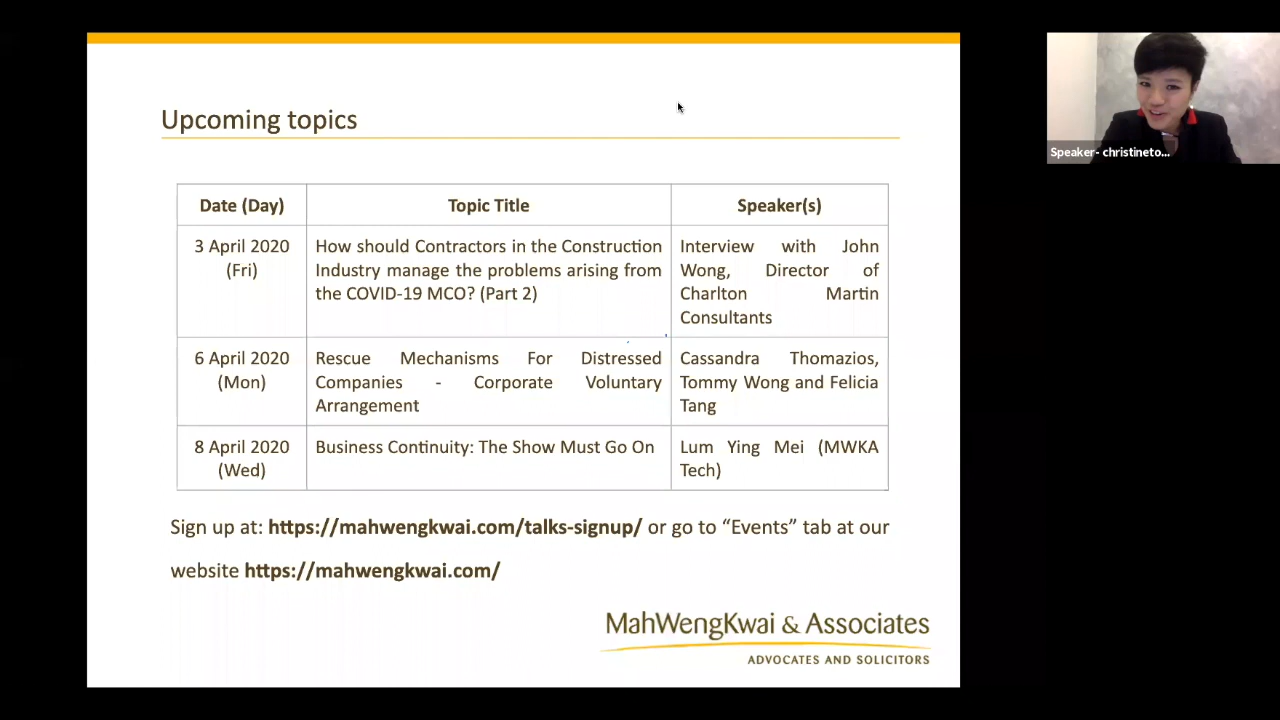 Upcoming topics
Date (Day)
Topic Title
Speaker(s)
3 April 2020
(Fri)
How should Contractors in the Construction
Industry manage the problems arising from
the COVID-19 MCO? (Part 2)
Interview with John
Wong, Director of
Charlton Martin
Consultants
6 April 2020
(Mon)
Rescue Mechanisms For Distressed
Companies - Corporate Voluntary
Arrangement
Cassandra Thomazios,
Tommy Wong and Felicia
Tang
8 April 2020
(Wed)
Business Continuity: The Show Must Go On
Lum Ying Mei (MWKA
Tech)
Sign up at: https://mahwengkwai.com/talks-signup/ or go to “Events” tab at our
website https://mahwengkwai.com/
MahWengKwai & Associates
ADVOCATES AND SOLICITORS
Speaker- christineto...